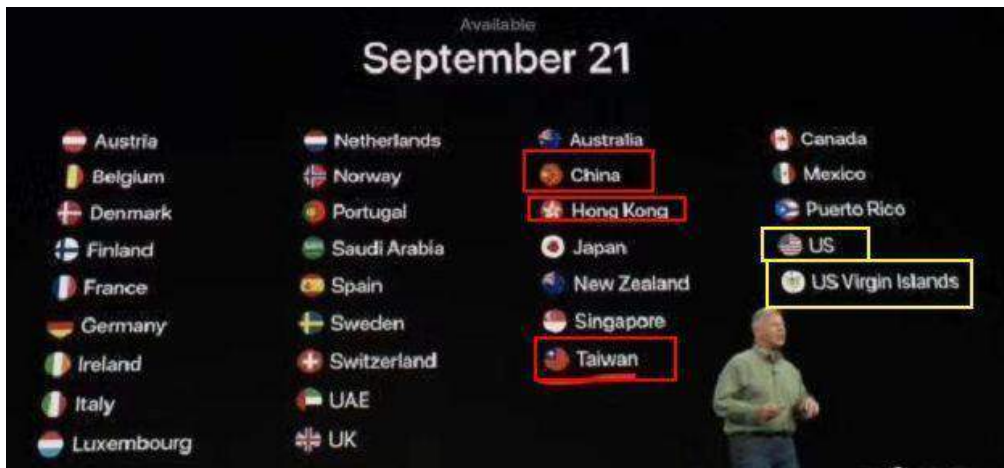 Available
September 21
Austria
Belgium
Denmark
Finland
France
Germany
Ireland
Italy
Luxembourg
Netherlands
Norway
Portugal
Saudi Arabia
Spain
Sweden
Switzerland
UAE
UK
Australia
China
Hong Kong
Japan
New Zealand
Singapore
Taiwan
Canada
Mexico
Puerto Rico
US
US Virgin Islands